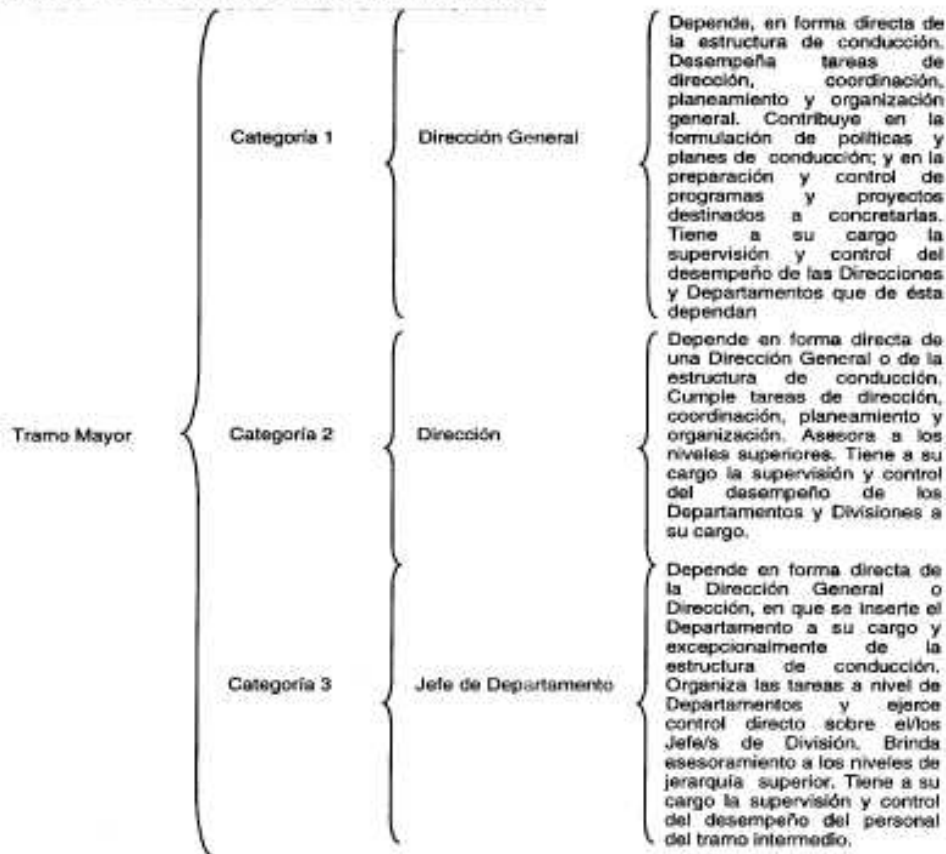 Tramo Mayor
Categoría 1
Dirección General
Depende, en forma directa de
la estructura de conducción.
Desempeña tareas de
dirección, coordinación,
planeamiento y organización
general. Contribuye en la
formulación de políticas y
planes de conducción; y en la
preparación y control de
programas y proyectos
destinados a concretarlas.
Tiene a su cargo la
supervisión y control del
desempeño de las Direcciones
y Departamentos que de ésta
dependan
Categoría 2
Dirección
Depende en forma directa de
una Dirección General o de la
estructura de conducción.
Cumple tareas de dirección,
coordinación, planeamiento y
organización. Asesora a los
niveles superiores. Tiene a su
cargo la supervisión y control
del desempeño de los
Departamentos y Divisiones a
su cargo.
Categoría 3
Jefe de Departamento
Depende en forma directa de
la Dirección General o
Dirección, en que se inserte el
Departamento a su cargo y
excepcionalmente de la
estructura de conducción.
Organiza las tareas a nivel de
Departamentos y ejerce
control directo sobre el/los
Jefe/s de División. Brinda
asesoramiento a los niveles de
jerarquía superior. Tiene a su
cargo la supervisión y control
del desempeño del personal
del tramo intermedio.